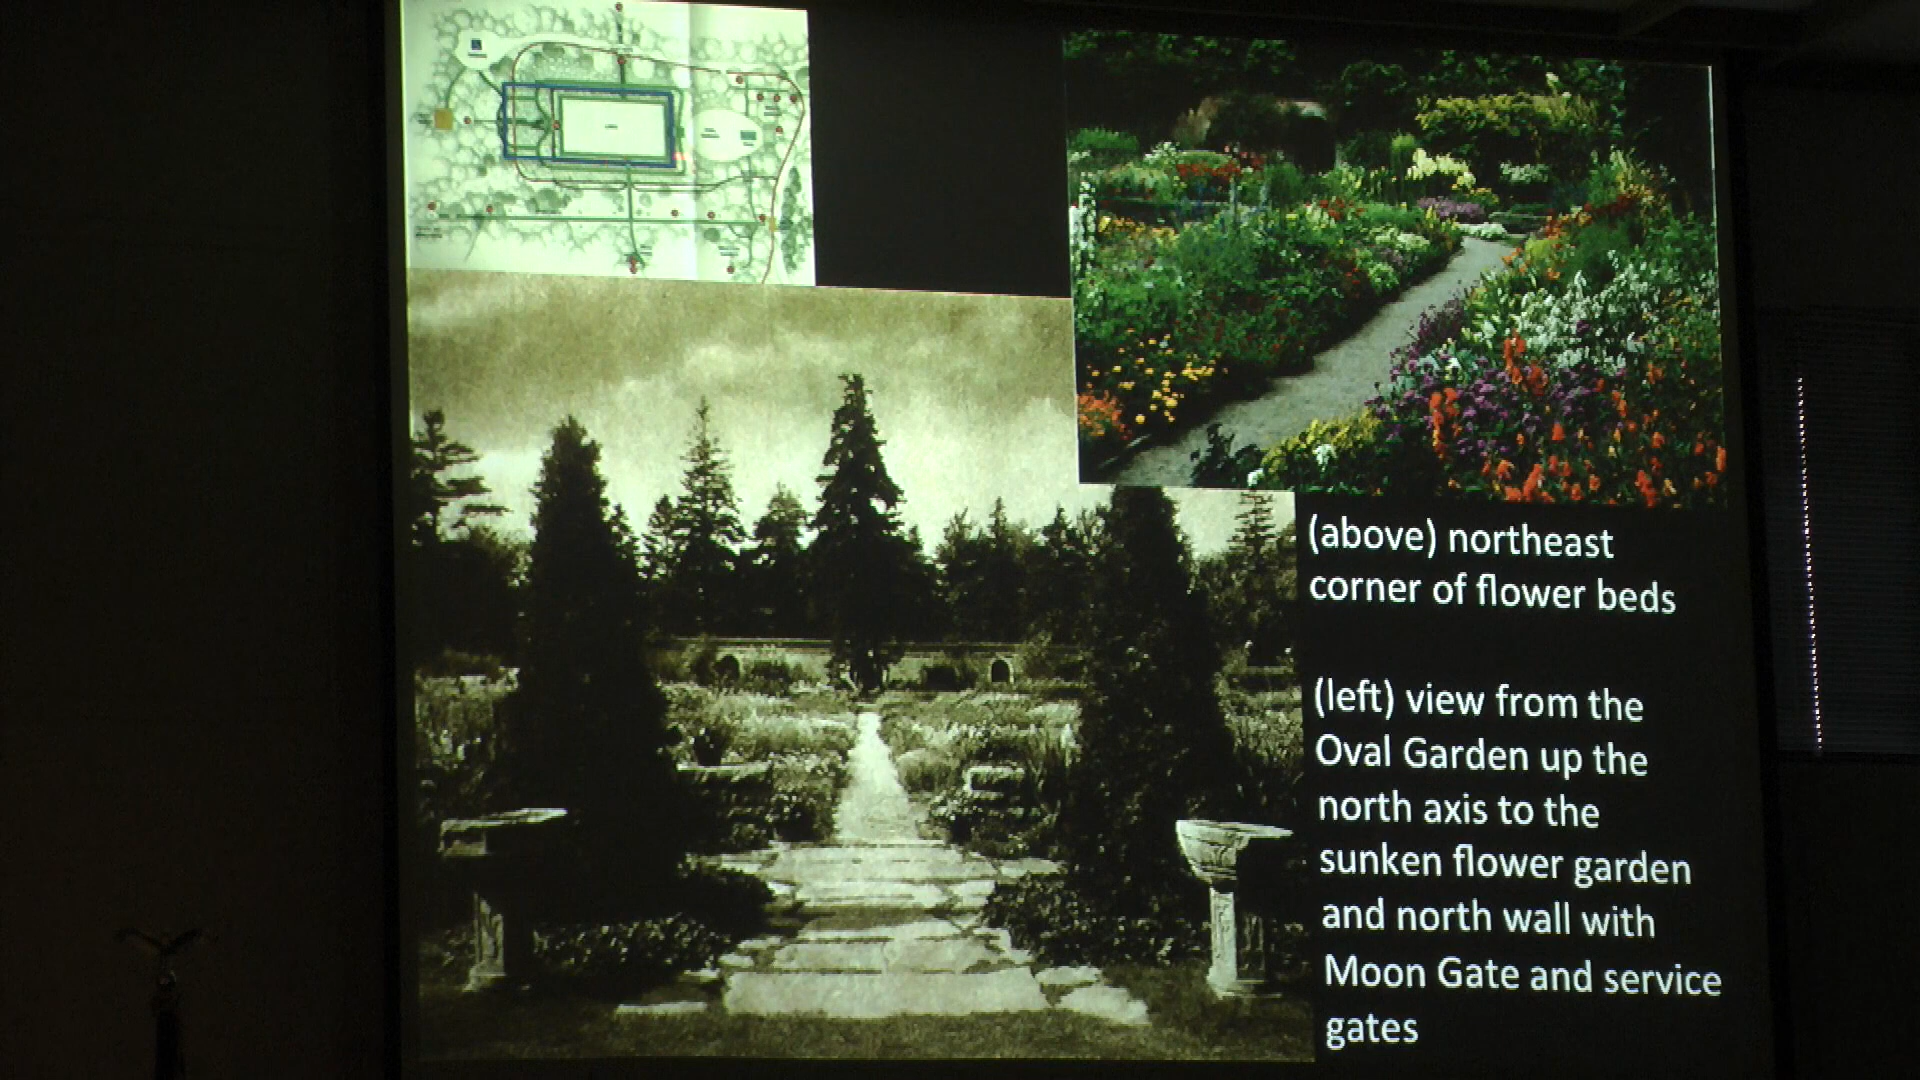 (above) northeast
corner of flower beds
(left) view from the
Oval Garden up the
north axis to the
sunken flower garden
and north wall with
Moon Gate and service
gates